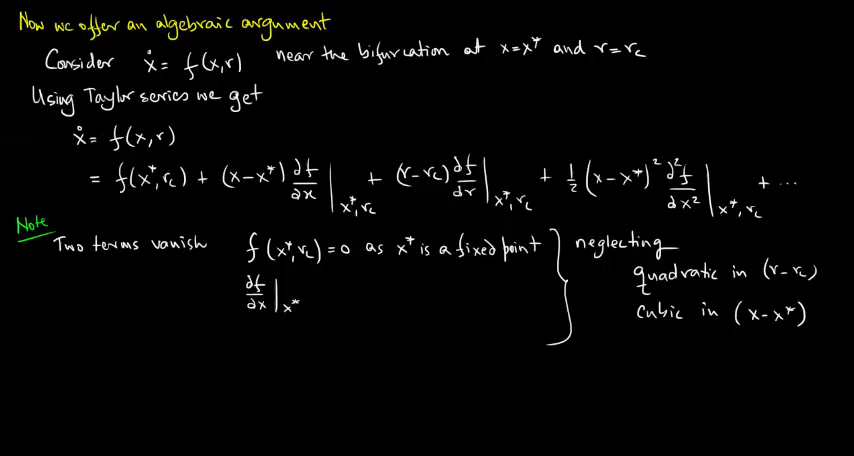 Now we offer an algebraic argument
Consider ẋ = f(x,r) near the bifurcation at x=x* and r=r_c
Using Taylor series we get
ẋ = f(x,r)
= f(x*,r_c) + (x-x*) ∂f/∂x |_{x*,r_c} + (r-r_c) ∂f/∂r |_{x*,r_c} + 1/2 (x-x*)² ∂²f/∂x² |_{x*,r_c} + ...
Note
Two terms vanish f(x*,r_c)=0 as x* is a fixed point
∂f/∂x |_{x*}
} neglecting
quadratic in (r-r_c)
cubic in (x-x*)